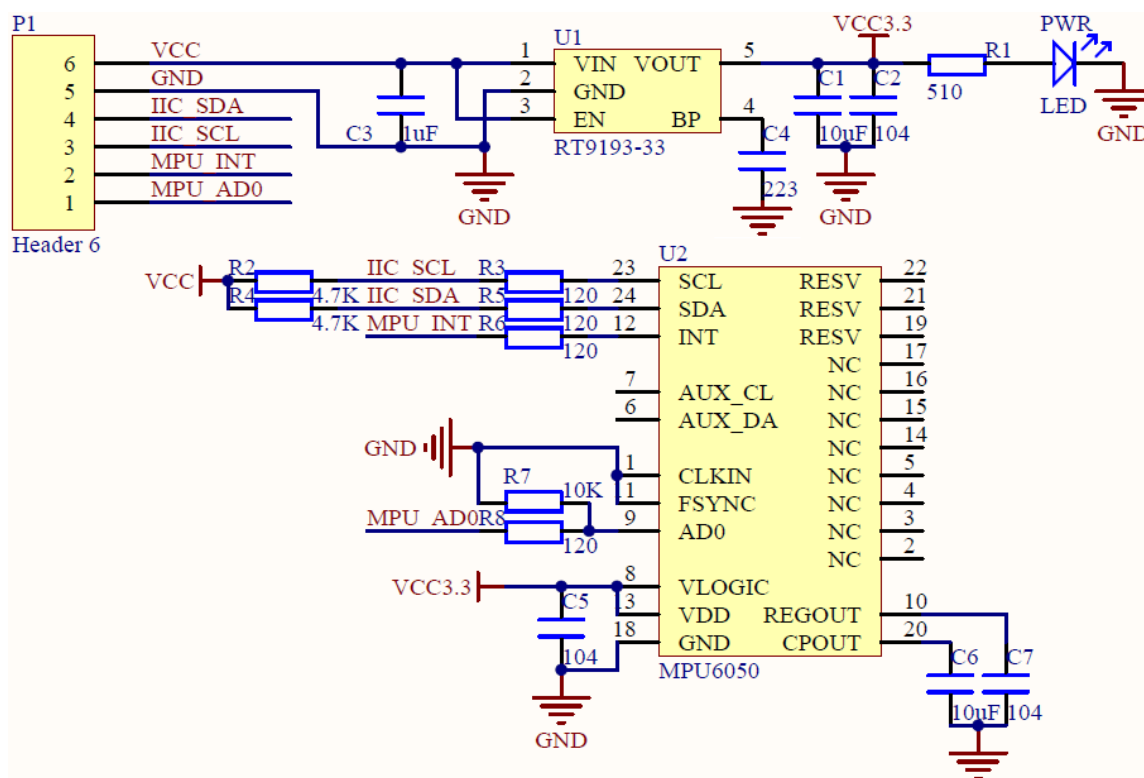 P1
6 VCC
5 GND
4 IIC_SDA
3 IIC_SCL
2 MPU_INT
1 MPU_AD0
Header 6
C3
1uF
U1
1 VIN VOUT 5
2 GND
3 EN BP 4
RT9193-33
GND
C4
223
GND
VCC3.3
C1
10uF
C2
104
GND
R1
510
PWR
LED
GND
U2
VCC
R2
4.7K
IIC_SCL
R3
120
23 SCL
R4
4.7K
IIC_SDA
R5
120
24 SDA
MPU_INT
R6
120
12 INT
7 AUX_CL
6 AUX_DA
GND
1 CLKIN
R7
10K
11 FSYNC
MPU_AD0
R8
120
9 AD0
VCC3.3
8 VLOGIC
13 VDD
18 GND
C5
104
GND
RESV 22
RESV 21
RESV 19
NC 17
NC 16
NC 15
NC 14
NC 5
NC 4
NC 3
NC 2
REGOUT 10
CPOUT 20
MPU6050
C6
10uF
C7
104
GND